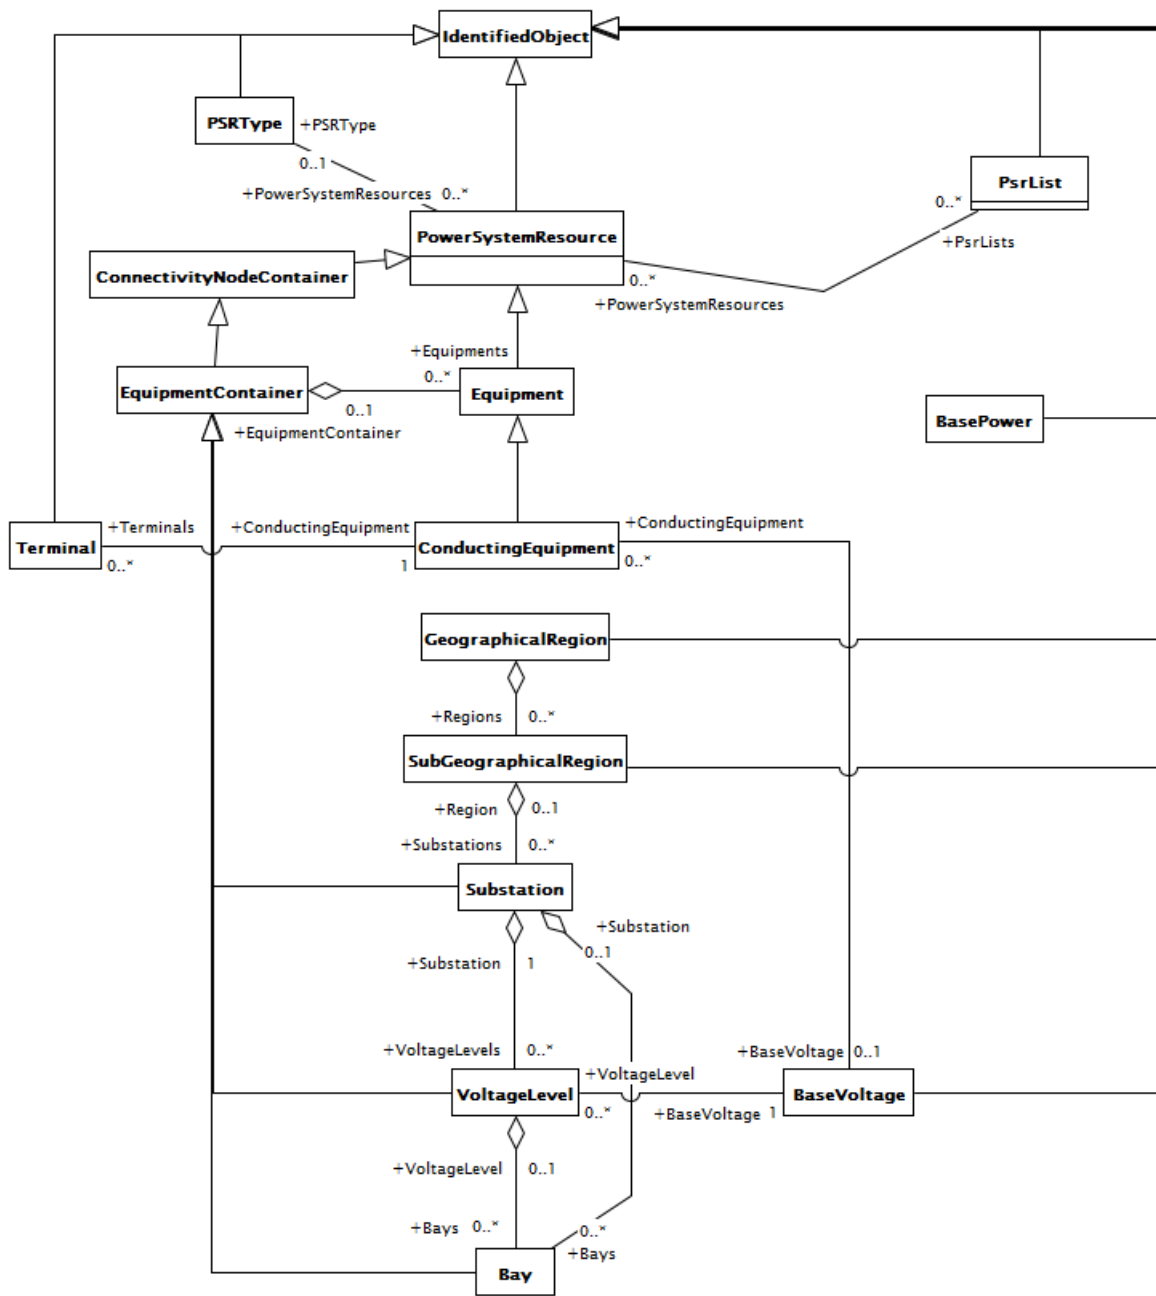 IdentifiedObject
PSRType
+PSRType
0..1
+PowerSystemResources 0..*
PsrList
0..*
+PsrLists
PowerSystemResource
0..*
+PowerSystemResources
ConnectivityNodeContainer
+Equipments
0..*
EquipmentContainer
0..1
+EquipmentContainer
Equipment
BasePower
+Terminals
+ConductingEquipment
+ConductingEquipment
Terminal
0..*
1
ConductingEquipment
0..*
GeographicalRegion
+Regions 0..*
SubGeographicalRegion
+Region 0..1
+Substations 0..*
Substation
+Substation
0..1
+Substation 1
+VoltageLevels 0..*
+BaseVoltage 0..1
+VoltageLevel
VoltageLevel
0..*
+BaseVoltage 1
BaseVoltage
+VoltageLevel 0..1
+Bays 0..*
0..*
+Bays
Bay